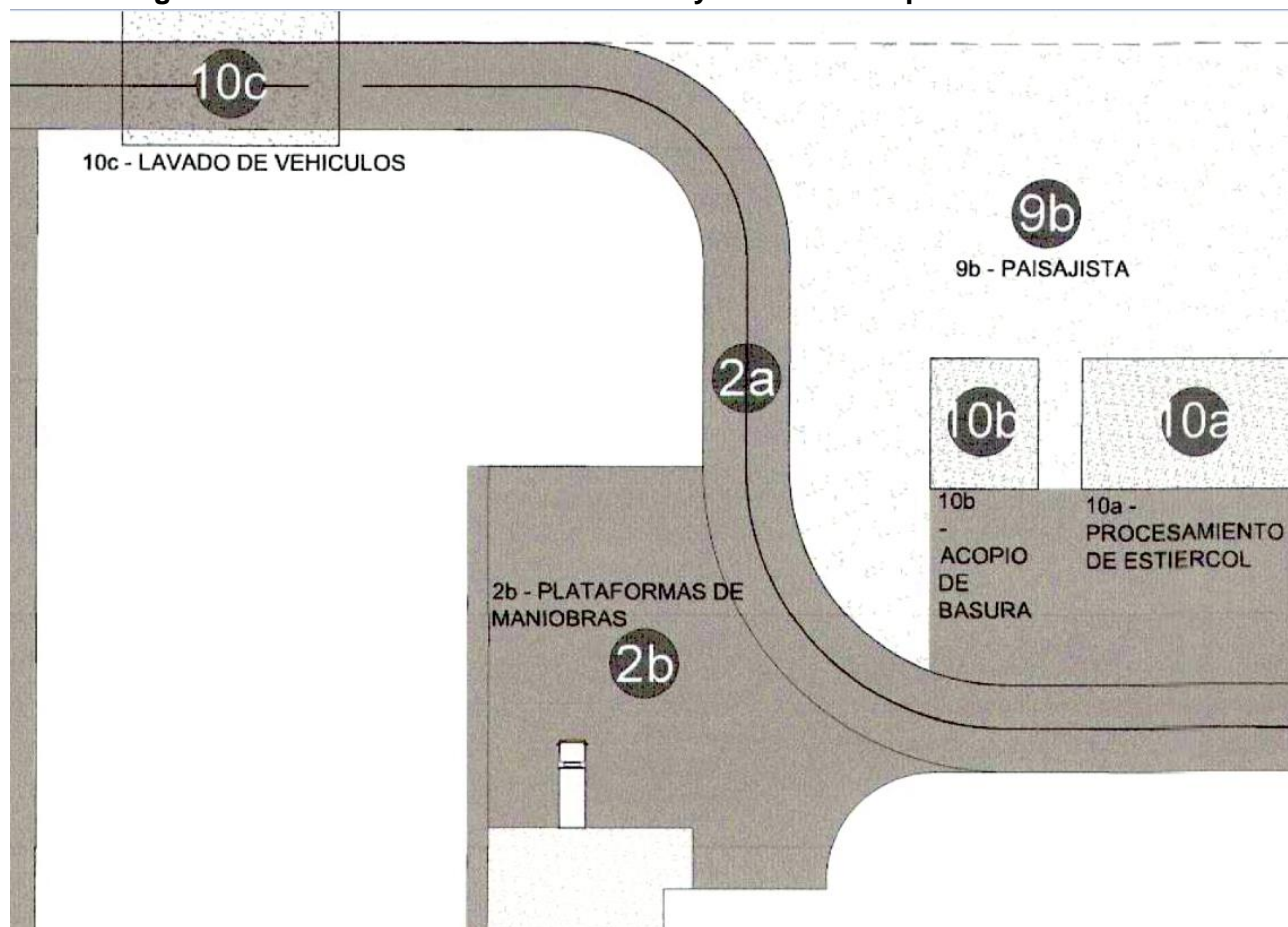 10c
10c - LAVADO DE VEHICULOS
9b
9b - PAISAJISTA
2a
10b
10a
10b
-
ACOPIO
DE
BASURA
10a -
PROCESAMIENTO
DE ESTIERCOL
2b - PLATAFORMAS DE
MANIOBRAS
2b